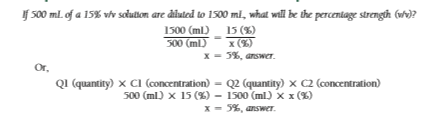 If 500 mL of a 15% v/v solution are diluted to 1500 mL, what will be the percentage strength (v/v)?
1500 (mL) = 15 (%)
500 (mL) x (%)
x = 5%, answer.
Or,
Q1 (quantity) × C1 (concentration) = Q2 (quantity) × C2 (concentration)
500 (mL) × 15 (%) = 1500 (mL) × x (%)
x = 5%, answer.